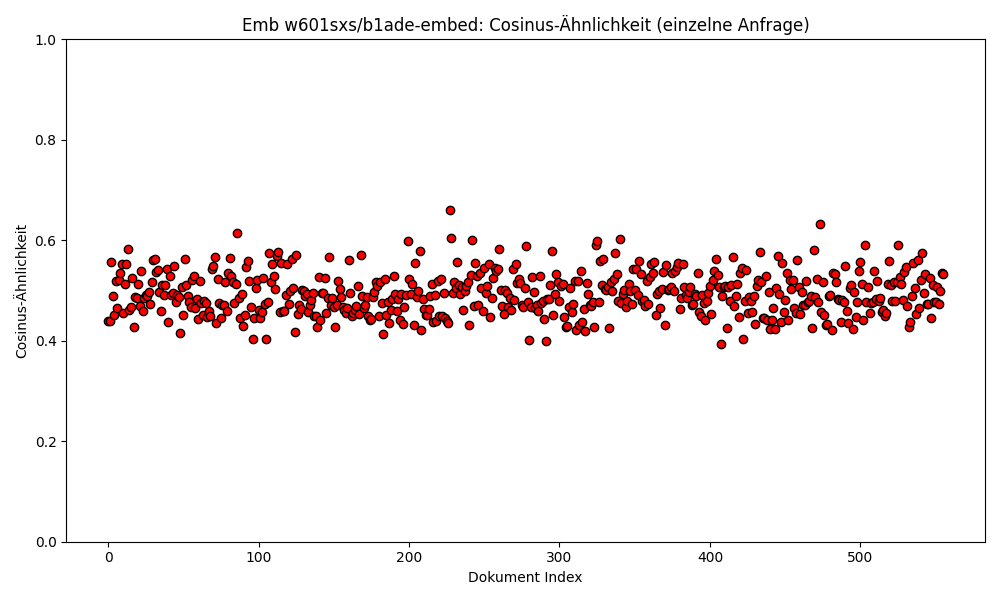 Emb w601sxs/b1ade-embed: Cosinus-Ähnlichkeit (einzelne Anfrage)
1.0
0.8
0.6
0.4
0.2
0.0
Cosinus-Ähnlichkeit
0 100 200 300 400 500
Dokument Index